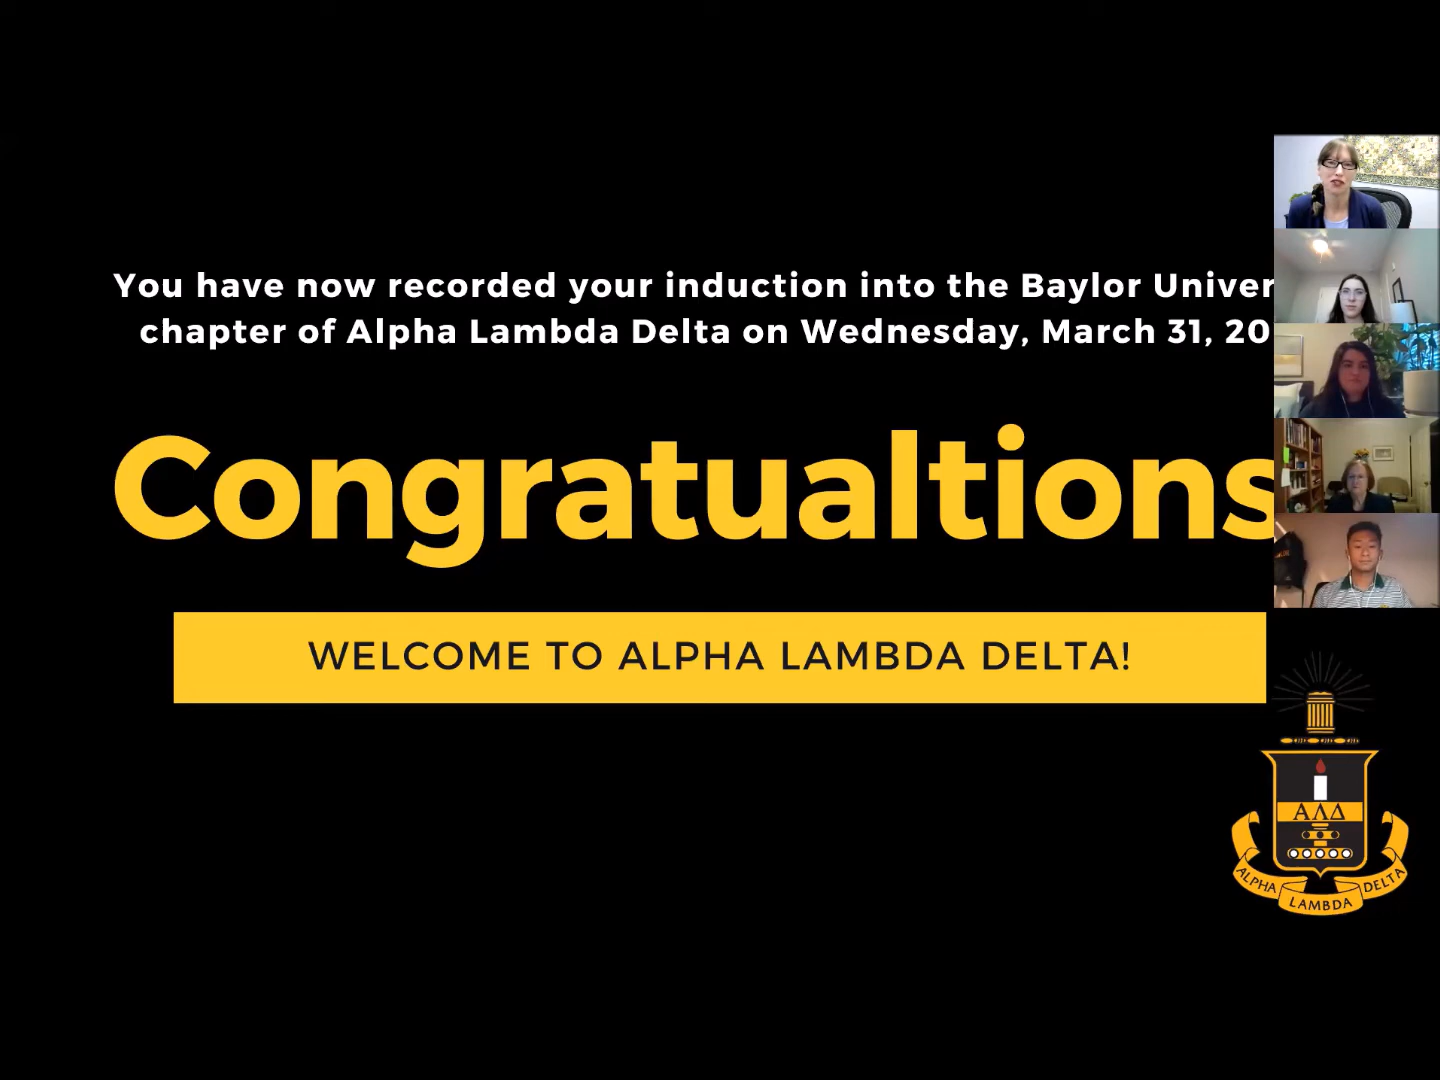 You have now recorded your induction into the Baylor Univer
chapter of Alpha Lambda Delta on Wednesday, March 31, 20
Congratualtions
WELCOME TO ALPHA LAMBDA DELTA!
ΑΛΔ
ALPHA LAMBDA DELTA